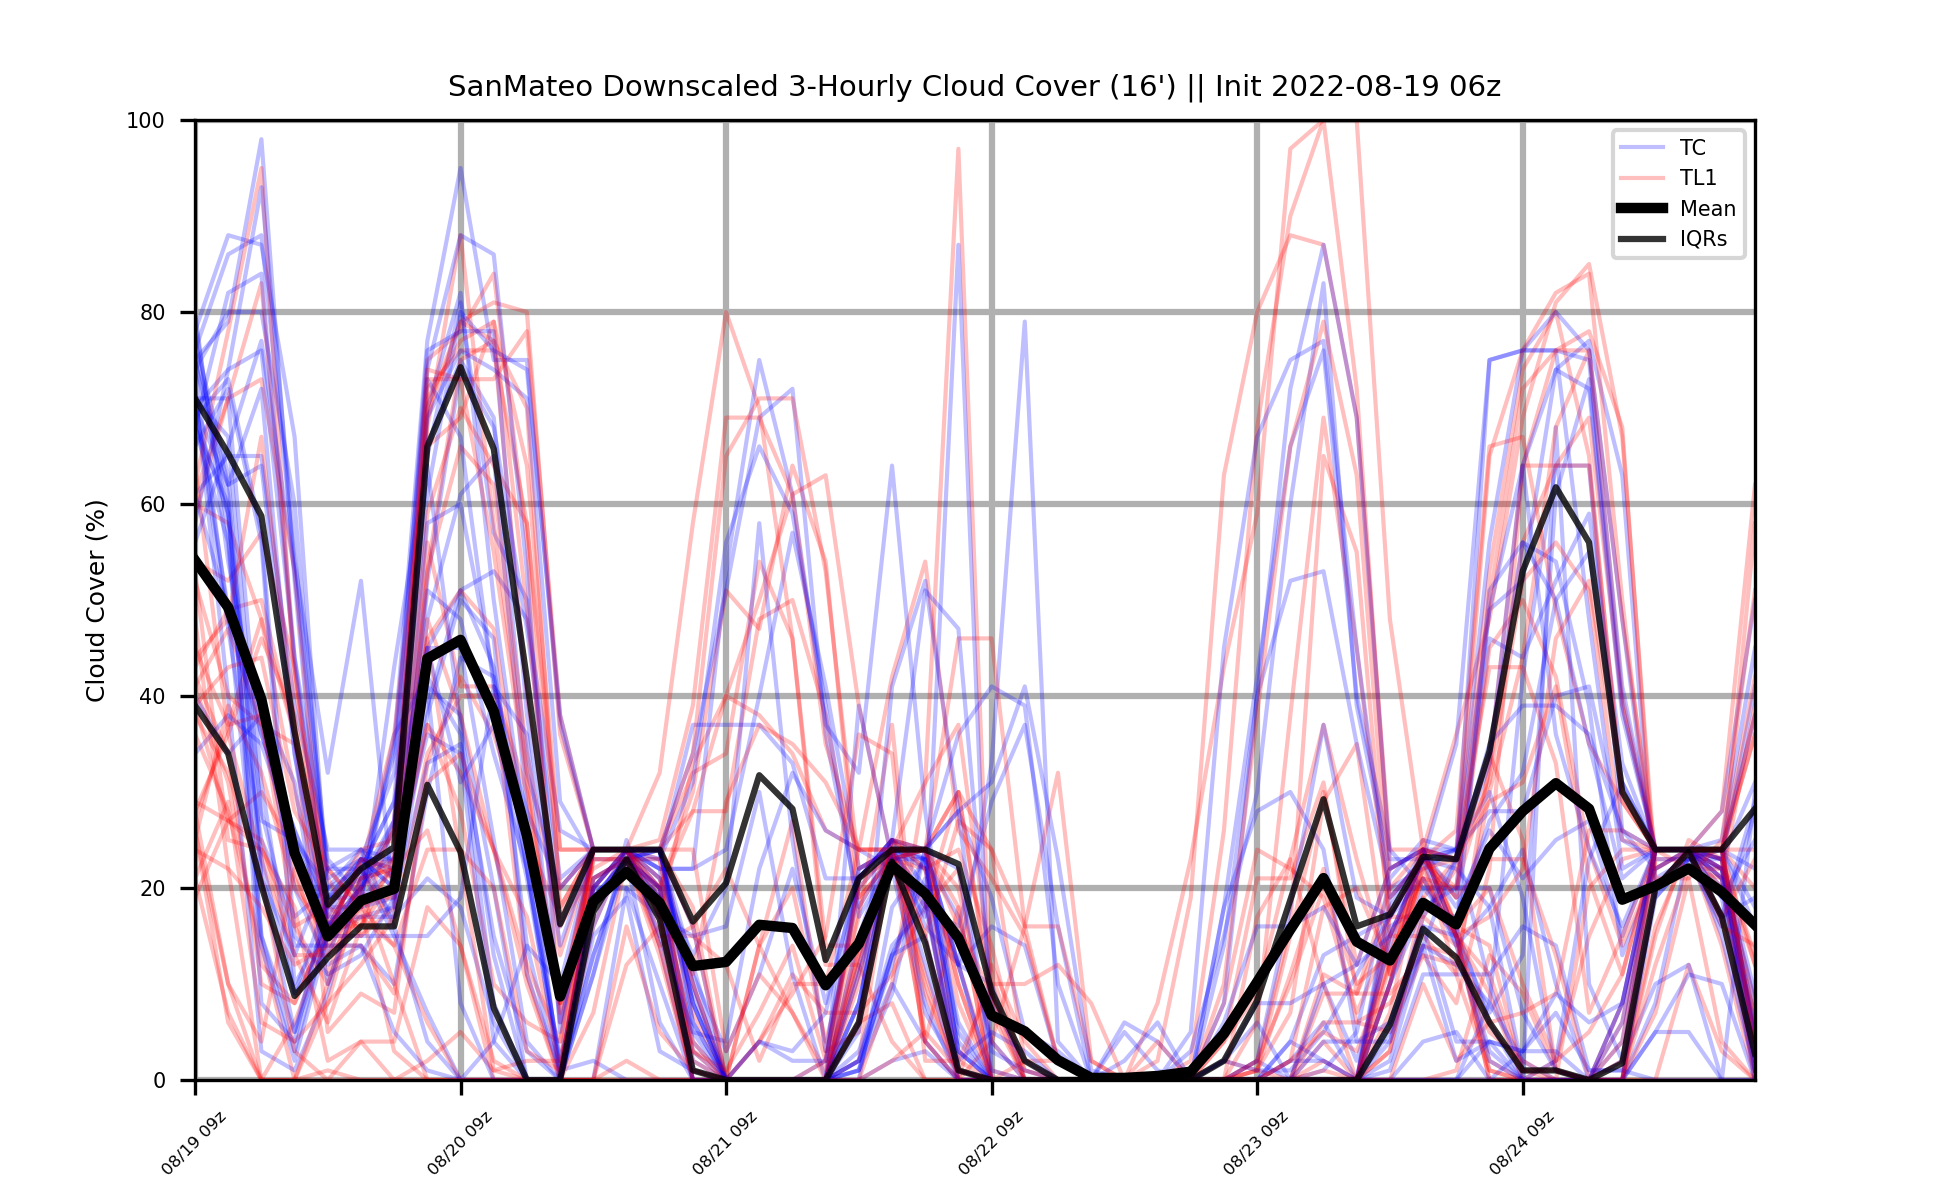 SanMateo Downscaled 3-Hourly Cloud Cover (16') || Init 2022-08-19 06z
Cloud Cover (%)
100
80
60
40
20
0
TC
TL1
Mean
IQRs
08/19 09z
08/20 09z
08/21 09z
08/22 09z
08/23 09z
08/24 09z